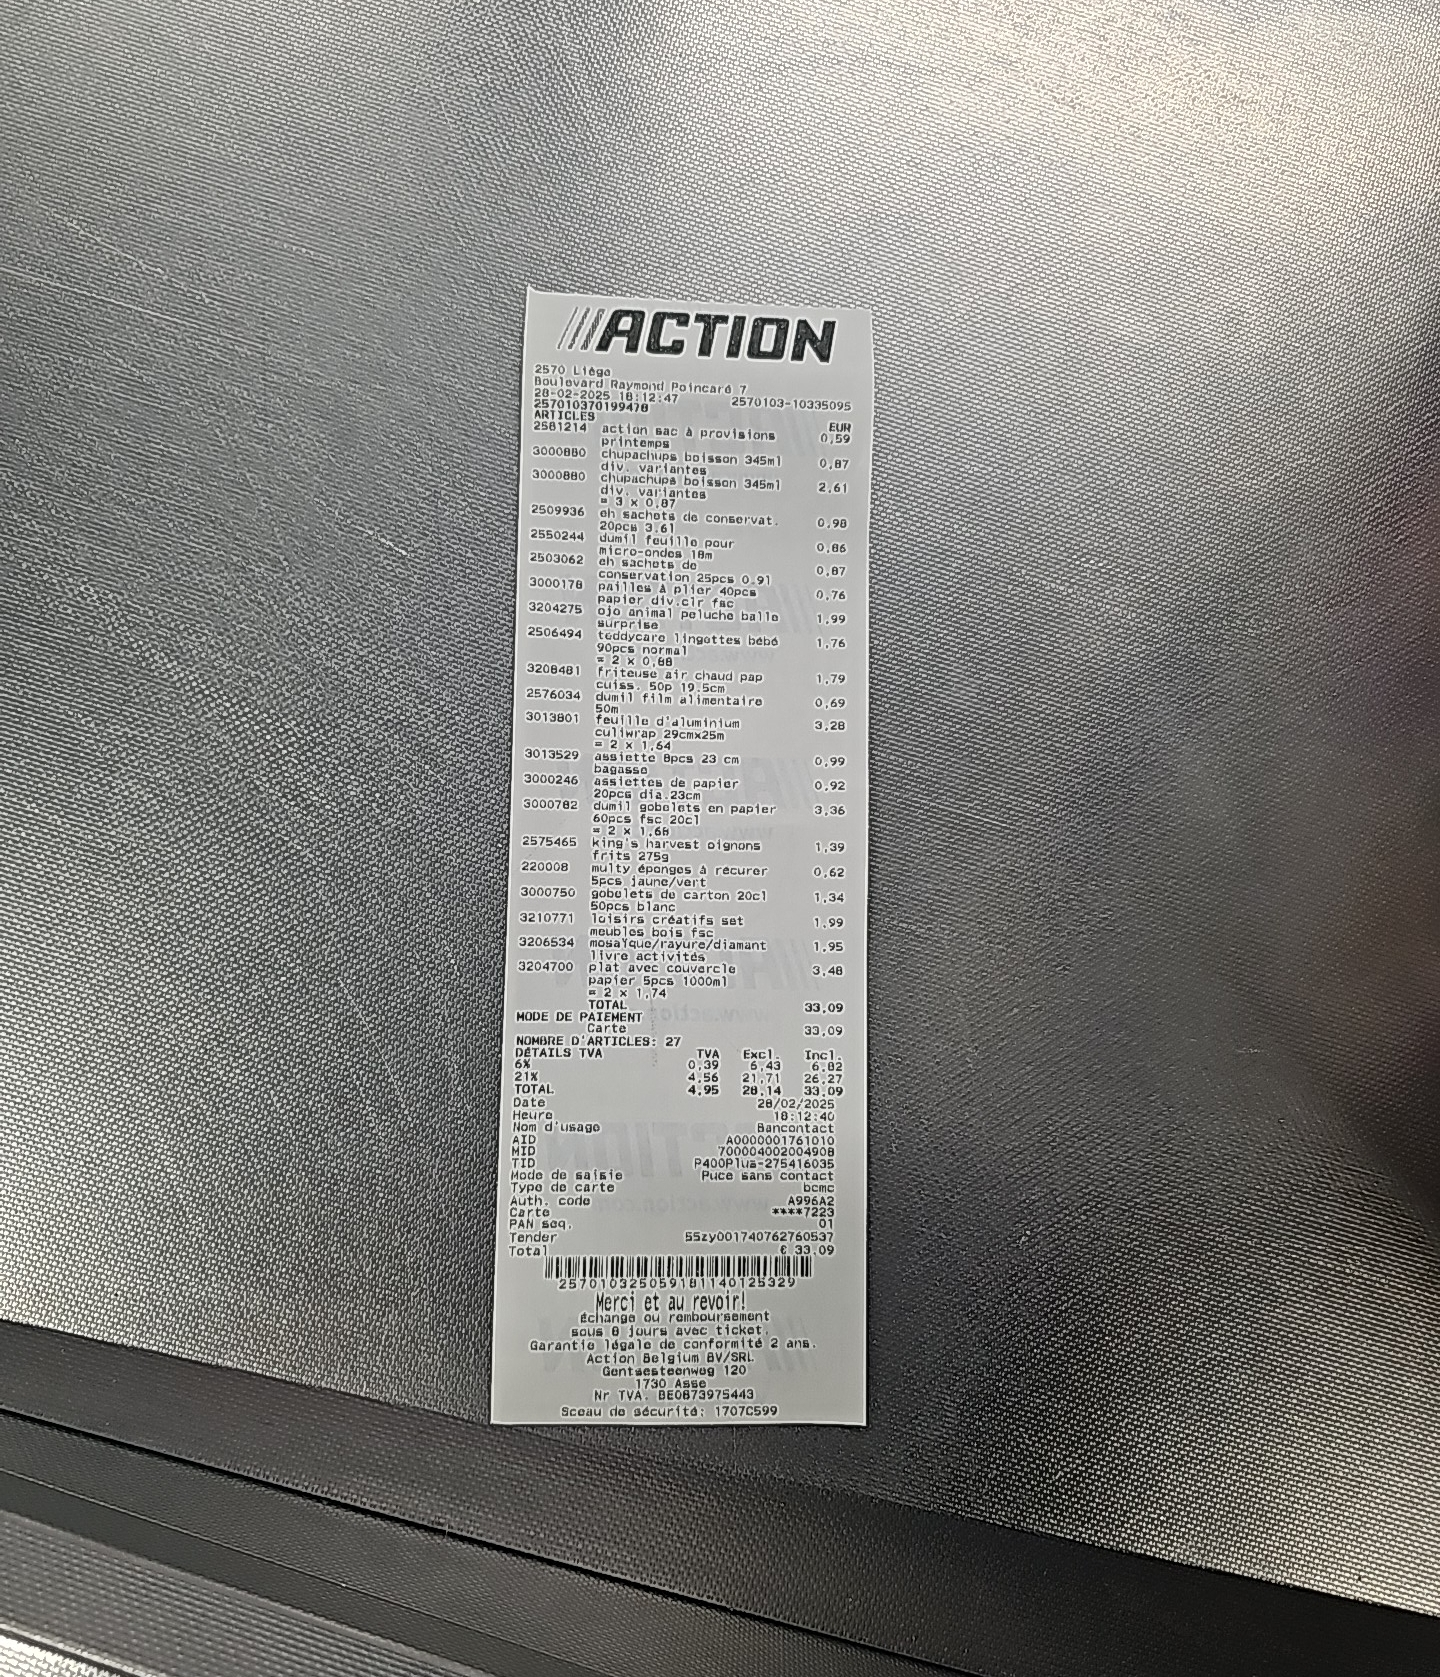 ///ACTION
2570 Liège
Boulevard Raymond Poincaré 7
28-02-2025 18:12:47 2570103-10335095
257010370199478
ARTICLES EUR
2581214 action sac à provisions 0,59
printemps
3000880 chupachups boisson 345ml 0,87
div. variantes
3000880 chupachups boisson 345ml 2,61
div. variantes
= 3 x 0,87
2509936 eh sachets de conservat. 0,98
20pcs 3.6l
2550244 dumil feuille pour 0,86
micro-ondes 18m
2503062 eh sachets de 0,87
conservation 25pcs 0.91
3000178 pailles à plier 40pcs 0,76
papier div.clr fsc
3204275 ojo animal peluche balle 1,99
surprise
2506494 teddycare lingettes bébé 1,76
90pcs normal
= 2 x 0,88
3208481 friteuse air chaud pap 1,79
cuiss. 50p 19.5cm
2576034 dumil film alimentaire 0,69
50m
3013801 feuille d'aluminium 3,28
culiwrap 29cmx25m
= 2 x 1,64
3013529 assiette 8pcs 23 cm 0,99
bagasse
3000246 assiettes de papier 0,92
20pcs dia.23cm
3000782 dumil gobelets en papier 3,36
60pcs fsc 20cl
= 2 x 1,68
2575465 king's harvest oignons 1,39
frits 275g
220008 multy éponges à récurer 0,62
5pcs jaune/vert
3000750 gobelets de carton 20cl 1,34
50pcs blanc
3210771 loisirs créatifs set 1,99
meubles bois fsc
3206534 mosaïque/rayure/diamant 1,95
livre activités
3204700 plat avec couvercle 3,48
papier 5pcs 1000ml
= 2 x 1,74
TOTAL 33,09
MODE DE PAIEMENT
Carte 33,09
NOMBRE D'ARTICLES: 27
DÉTAILS TVA TVA Excl. Incl.
6% 0,39 6,43 6,82
21% 4,56 21,71 26,27
TOTAL 4,95 28,14 33,09
Date 28/02/2025
Heure 18:12:40
Nom d'usage Bancontact
AID A0000001761010
MID 700004002004908
TID P400Plus-275416035
Mode de saisie Puce sans contact
Type de carte bcmc
Auth. code A996A2
Carte ****7223
PAN seq. 01
Tender 55zy001740762760537
Total € 33,09
257010325059181140125329
Merci et au revoir!
échange ou remboursement
sous 8 jours avec ticket.
Garantie légale de conformité 2 ans.
Action Belgium BV/SRL
Gentsesteenweg 120
1730 Asse
Nr TVA. BE0873975443
Sceau de sécurité: 1707C599